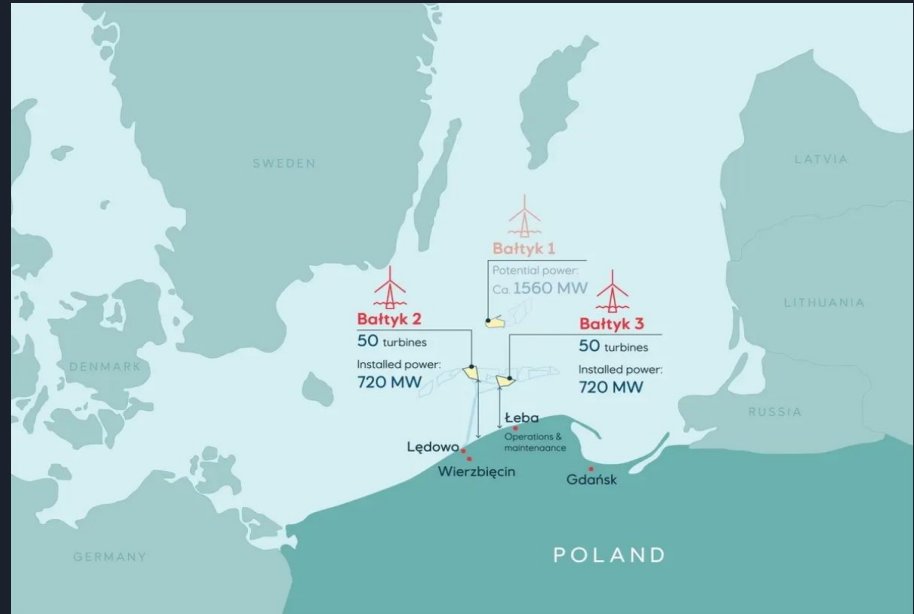 SWEDEN
LATVIA
Bałtyk 1
Potential power:
Ca. 1560 MW
LITHUANIA
Bałtyk 2
50 turbines
Installed power:
720 MW
Bałtyk 3
50 turbines
Installed power:
720 MW
DENMARK
RUSSIA
Łeba
Operations &
maintenaance
Lędowo
Wierzbięcin
Gdańsk
GERMANY
POLAND